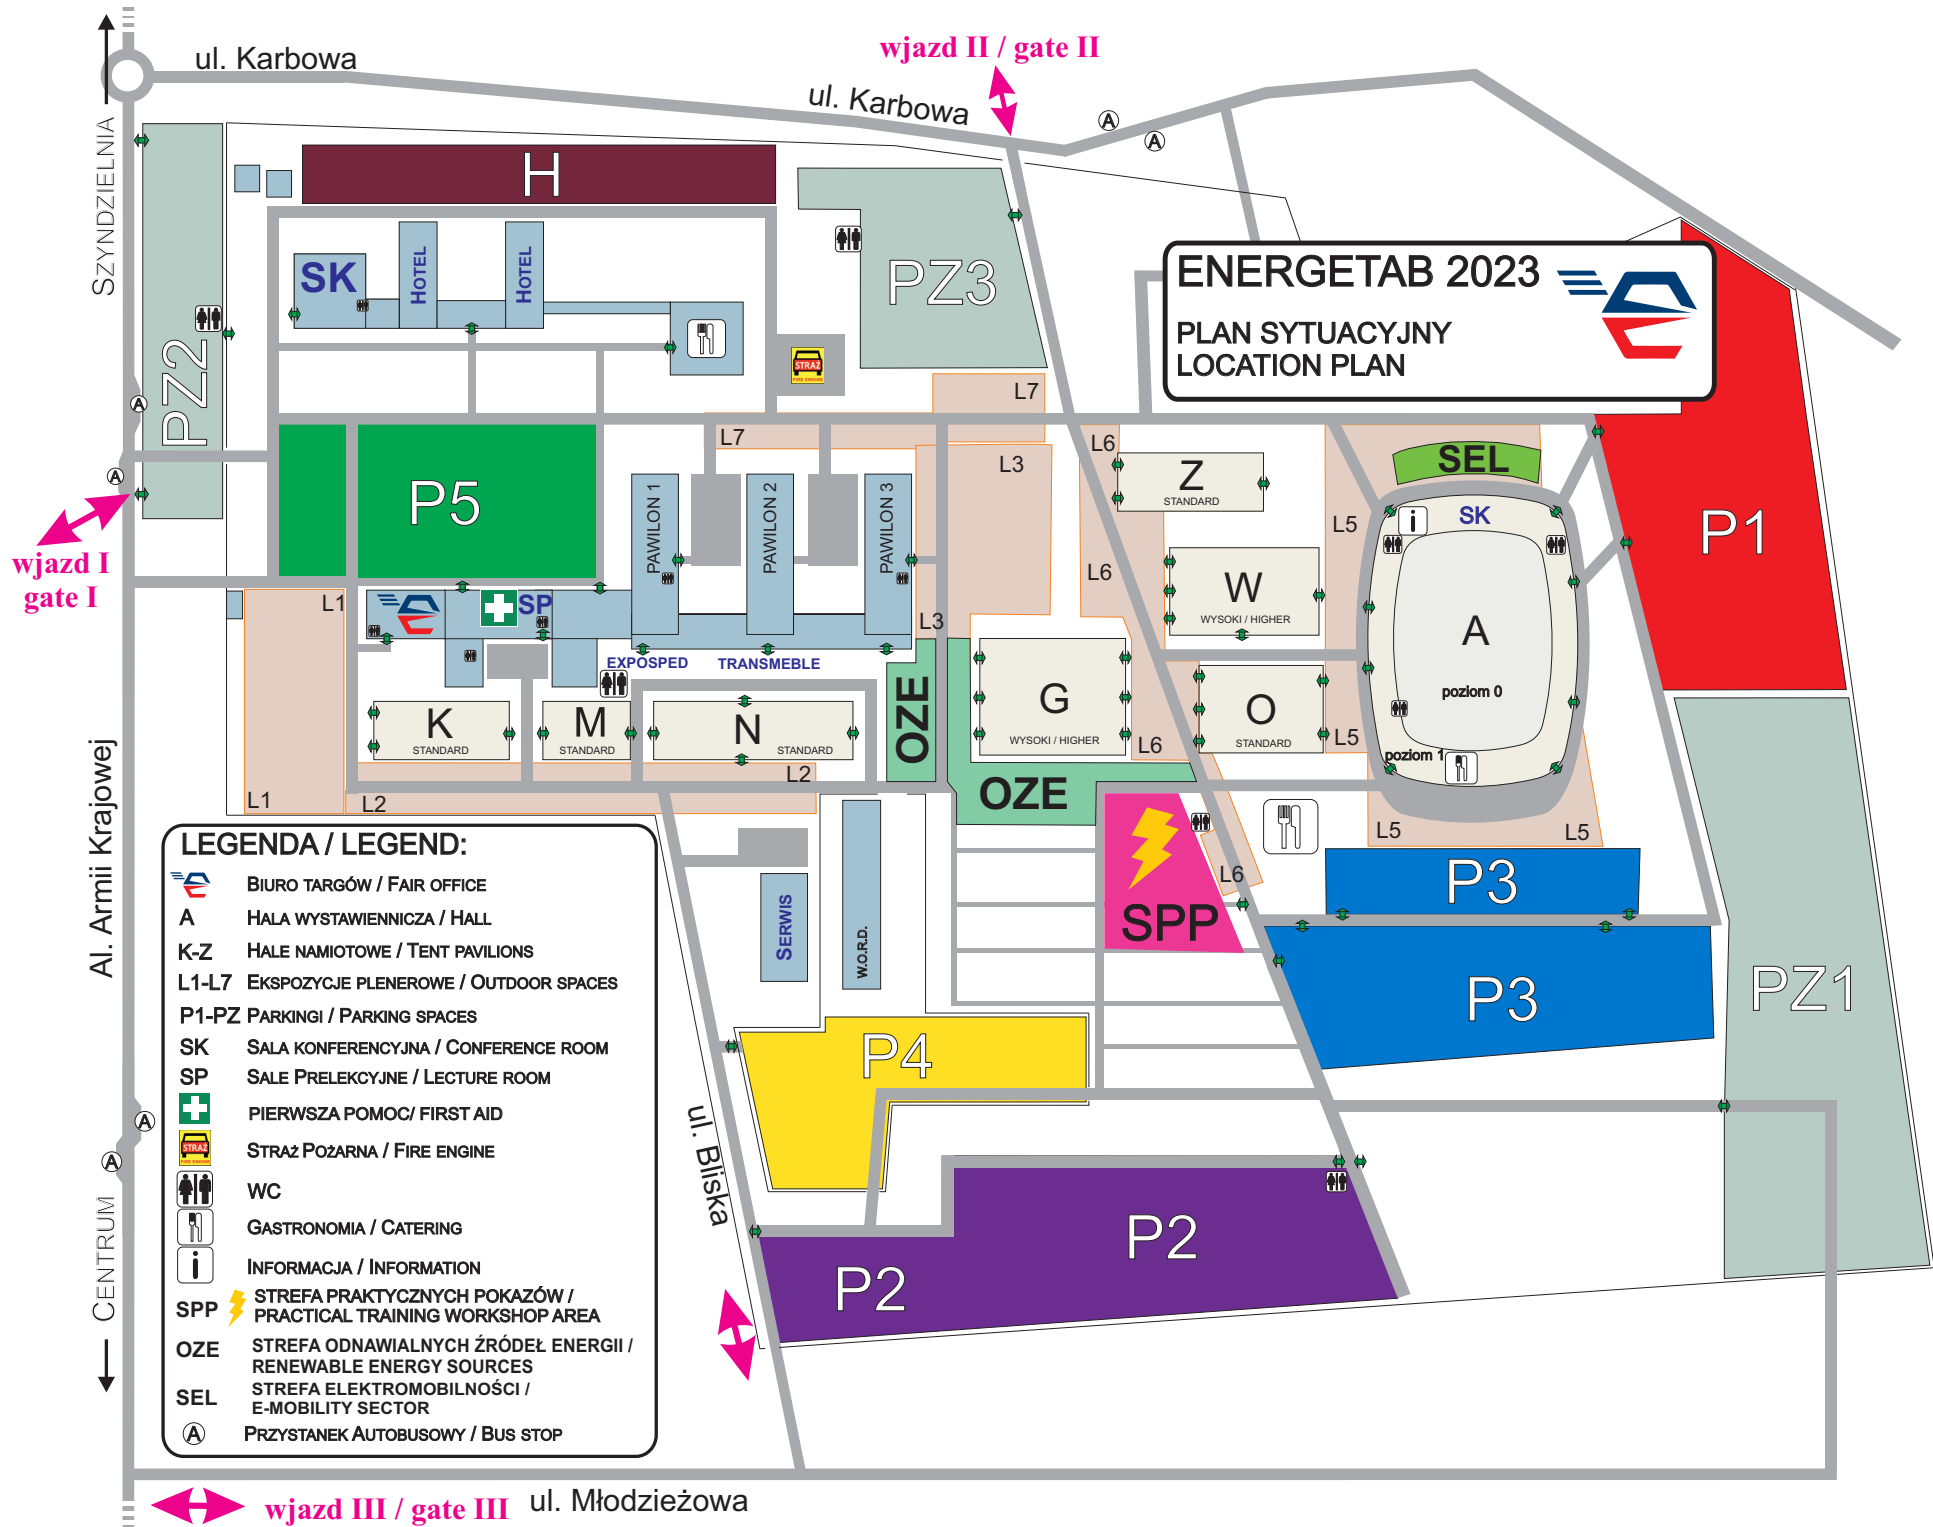 wjazd II / gate II
ul. Karbowa
ul. Karbowa
A
A
SZYNDZIELNIA
H
SK
HOTEL
HOTEL
PZ3
PZ2
STRAŻ
FIRE ENGINE
ENERGETAB 2023
PLAN SYTUACYJNY
LOCATION PLAN
A
A
wjazd I
gate I
L7
L7
L3
L6
Z
STANDARD
SEL
P5
PAWILON 1
PAWILON 2
PAWILON 3
L5
i
SK
P1
L1
SP
L3
L6
W
WYSOKI / HIGHER
A
poziom 0
poziom 1
EXPOSPED
TRANSMEBLE
OZE
G
WYSOKI / HIGHER
O
STANDARD
L5
L6
K
STANDARD
M
STANDARD
N
STANDARD
L2
L1
L2
OZE
SPP
L6
L5
L5
P3
P3
PZ1
SERWIS
W.O.R.D.
P4
P2
P2
ul. Bliska
Al. Armii Krajowej
A
A
CENTRUM
LEGENDA / LEGEND:
BIURO TARGÓW / FAIR OFFICE
A HALA WYSTAWIENNICZA / HALL
K-Z HALE NAMIOTOWE / TENT PAVILIONS
L1-L7 EKSPOZYCJE PLENEROWE / OUTDOOR SPACES
P1-PZ PARKINGI / PARKING SPACES
SK SALA KONFERENCYJNA / CONFERENCE ROOM
SP SALE PRELEKCYJNE / LECTURE ROOM
PIERWSZA POMOC/ FIRST AID
STRAŻ FIRE ENGINE STRAŻ POŻARNA / FIRE ENGINE
WC
GASTRONOMIA / CATERING
i INFORMACJA / INFORMATION
SPP STREFA PRAKTYCZNYCH POKAZÓW /
PRACTICAL TRAINING WORKSHOP AREA
OZE STREFA ODNAWIALNYCH ŹRÓDEŁ ENERGII /
RENEWABLE ENERGY SOURCES
SEL STREFA ELEKTROMOBILNOŚCI /
E-MOBILITY SECTOR
A PRZYSTANEK AUTOBUSOWY / BUS STOP
wjazd III / gate III
ul. Młodzieżowa